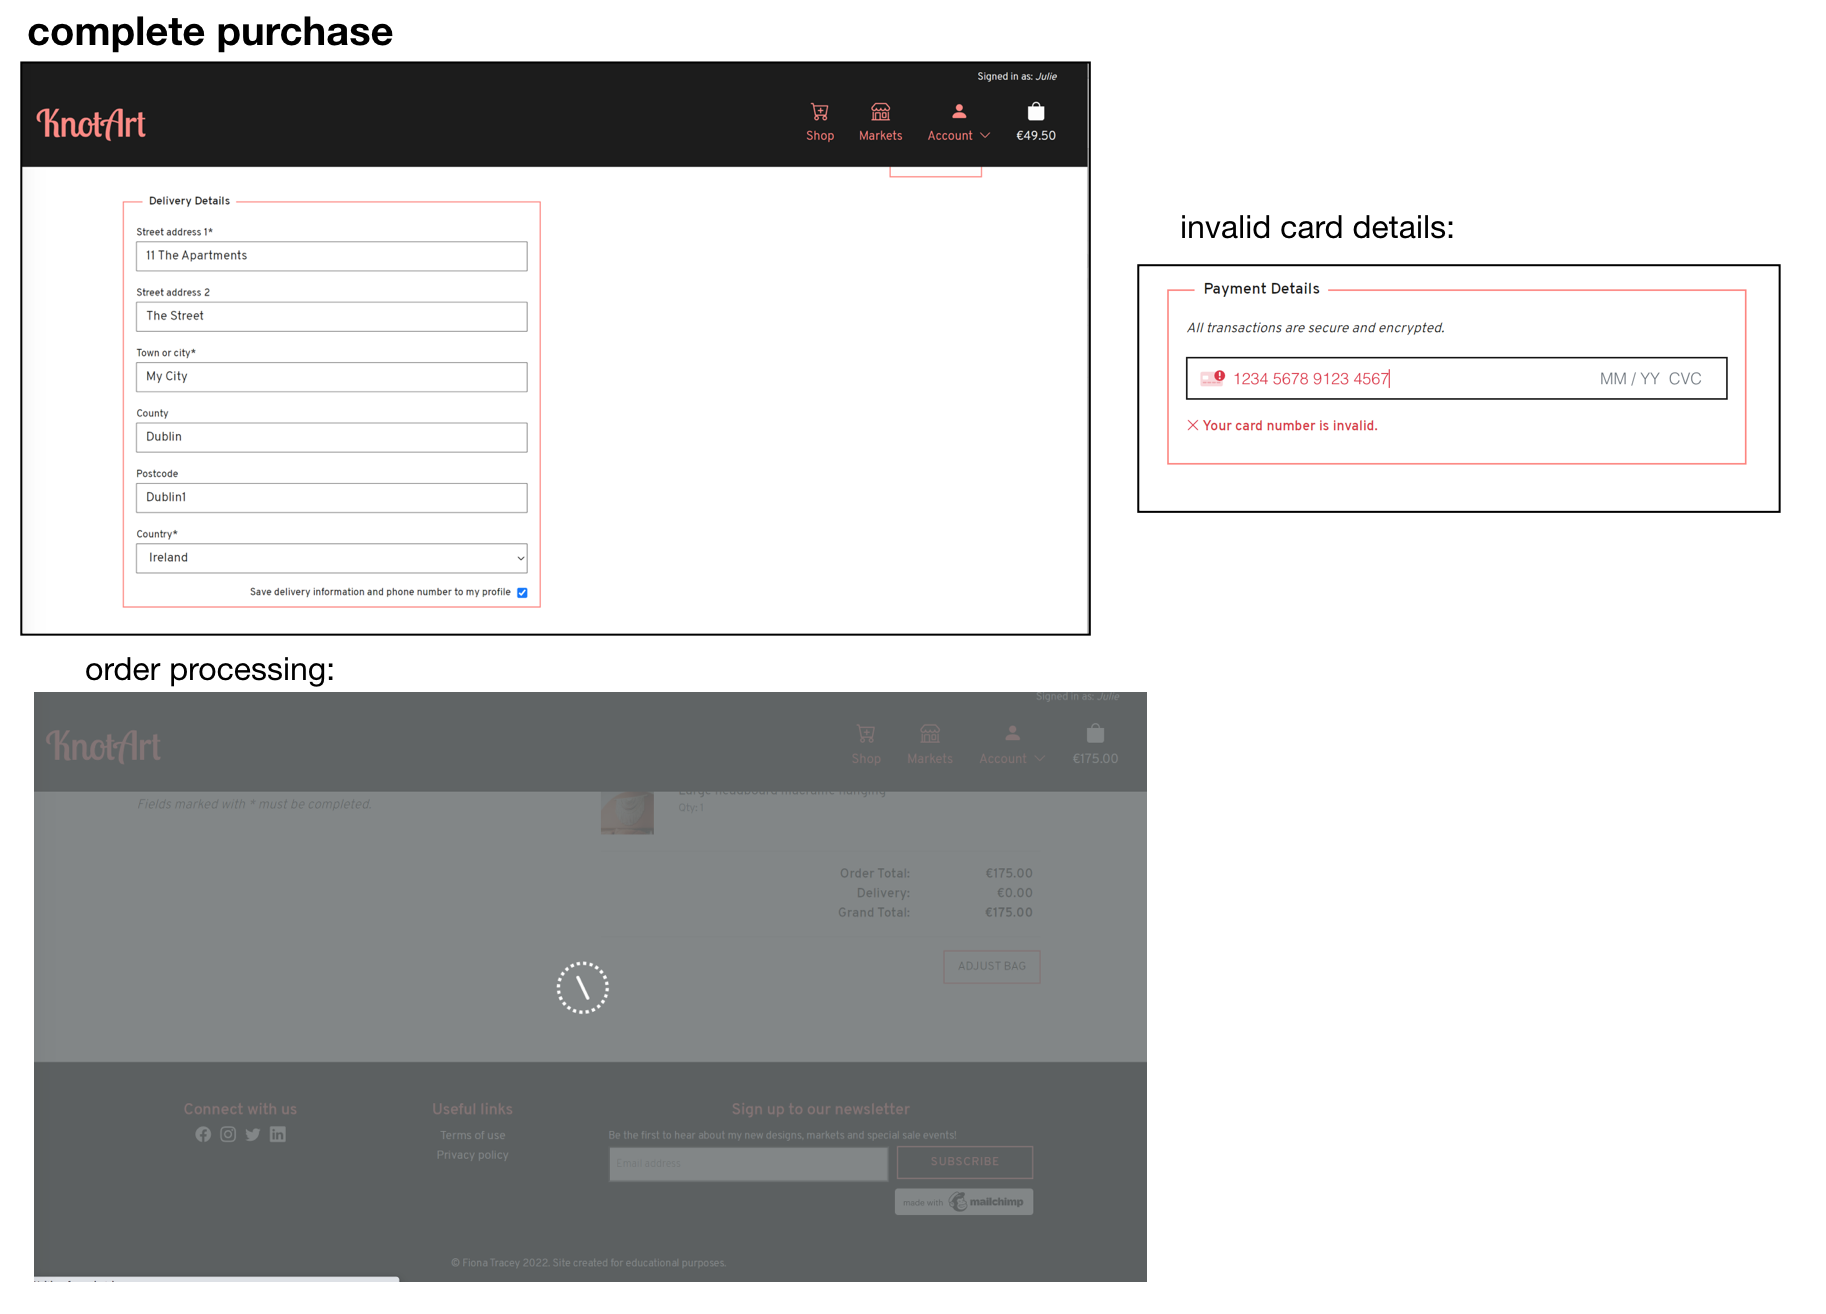 complete purchase
Signed in as: Julie
KnotArt
Shop Markets Account €49.50
Delivery Details
Street address 1*
11 The Apartments
Street address 2
The Street
Town or city*
My City
County
Dublin
Postcode
Dublin1
Country*
Ireland
Save delivery information and phone number to my profile
invalid card details:
Payment Details
All transactions are secure and encrypted.
1234 5678 9123 4567 MM / YY CVC
Your card number is invalid.
order processing:
Signed in as: Julie
KnotArt
Shop Markets Account €175.00
Fields marked with * must be completed.
Large headboard macramé hanging
Qty: 1
Order Total: €175.00
Delivery: €0.00
Grand Total: €175.00
ADJUST BAG
Connect with us
Useful links
Terms of use
Privacy policy
Sign up to our newsletter
Be the first to hear about my new designs, markets and special sale events!
Email address
SUBSCRIBE
made with mailchimp
© Fiona Tracey 2022. Site created for educational purposes.